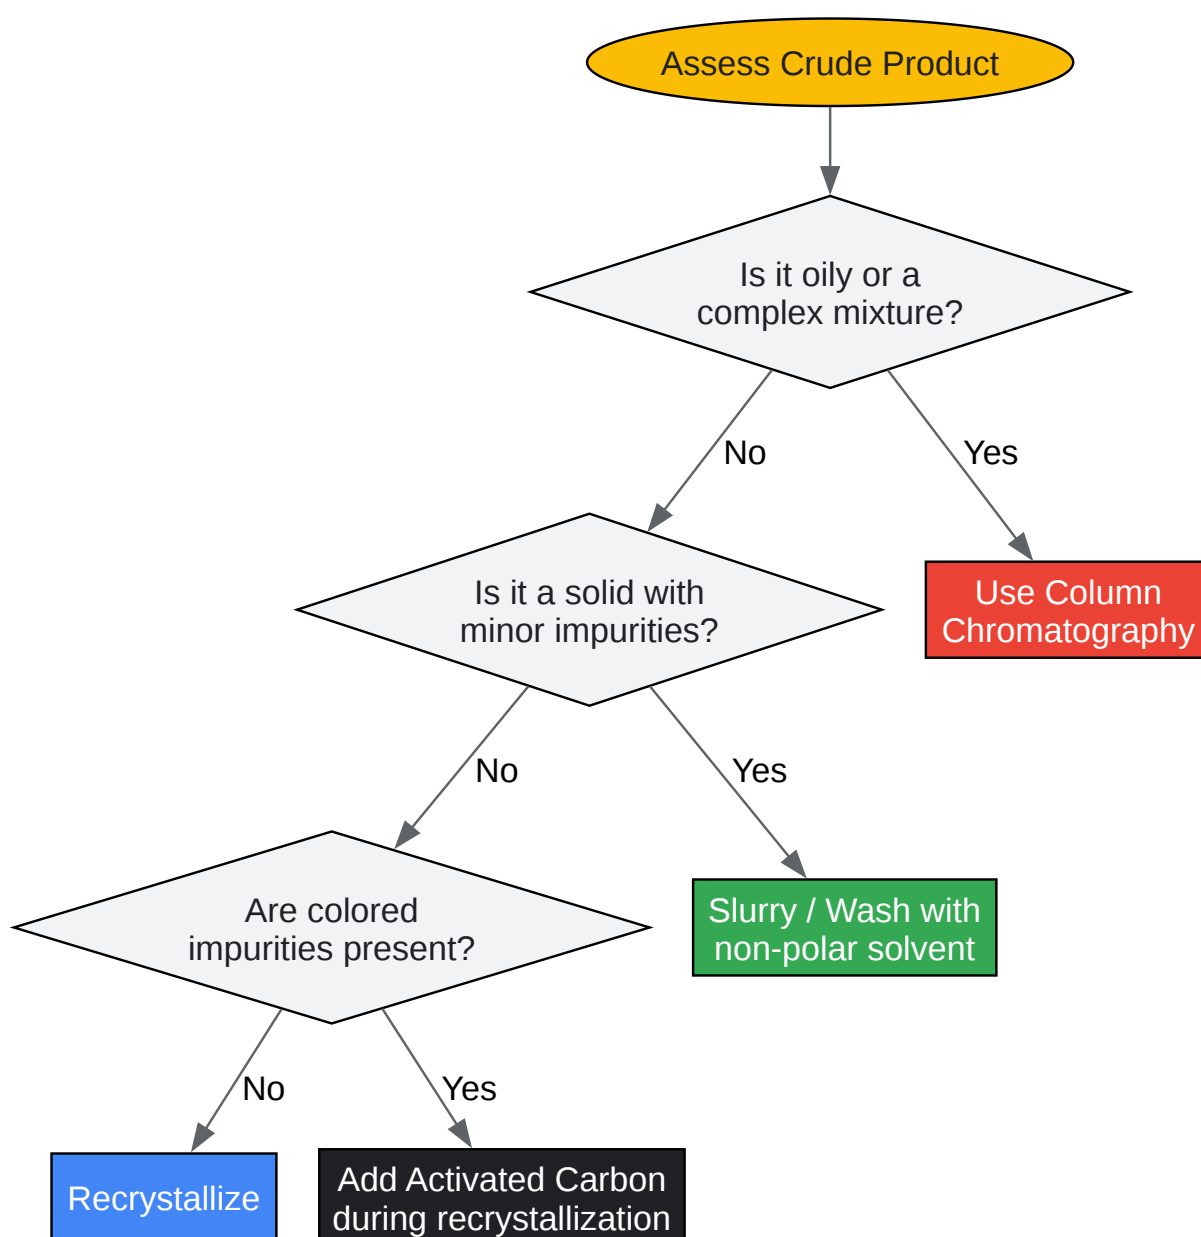 Assess Crude Product
Is it oily or a
complex mixture?
No
Yes
Is it a solid with
minor impurities?
Use Column
Chromatography
No
Yes
Are colored
impurities present?
Slurry / Wash with
non-polar solvent
No
Yes
Recrystallize
Add Activated Carbon
during recrystallization